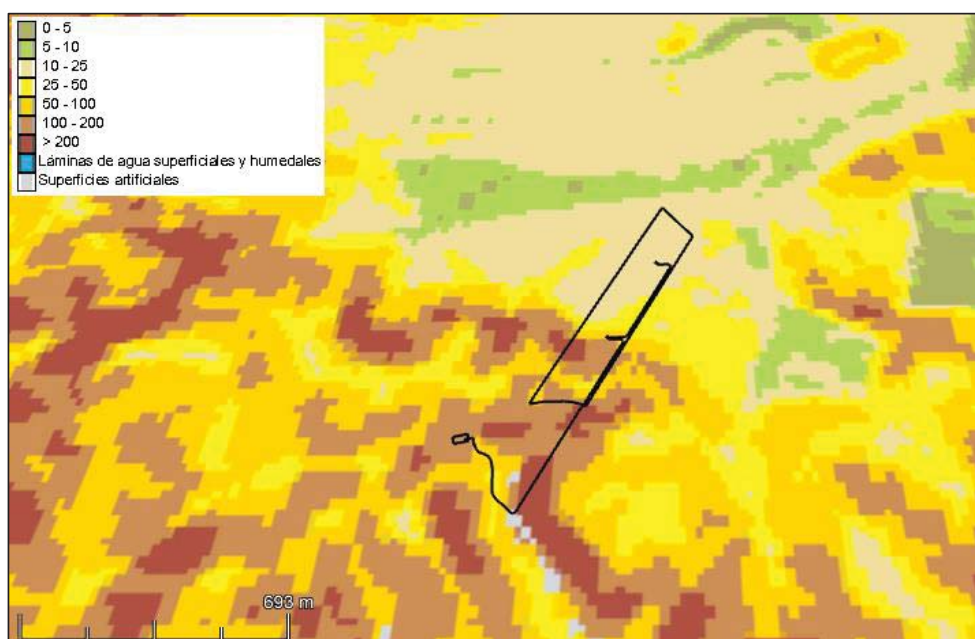 0 - 5
5 - 10
10 - 25
25 - 50
50 - 100
100 - 200
> 200
Láminas de agua superficiales y humedales
Superficies artificiales
693 m